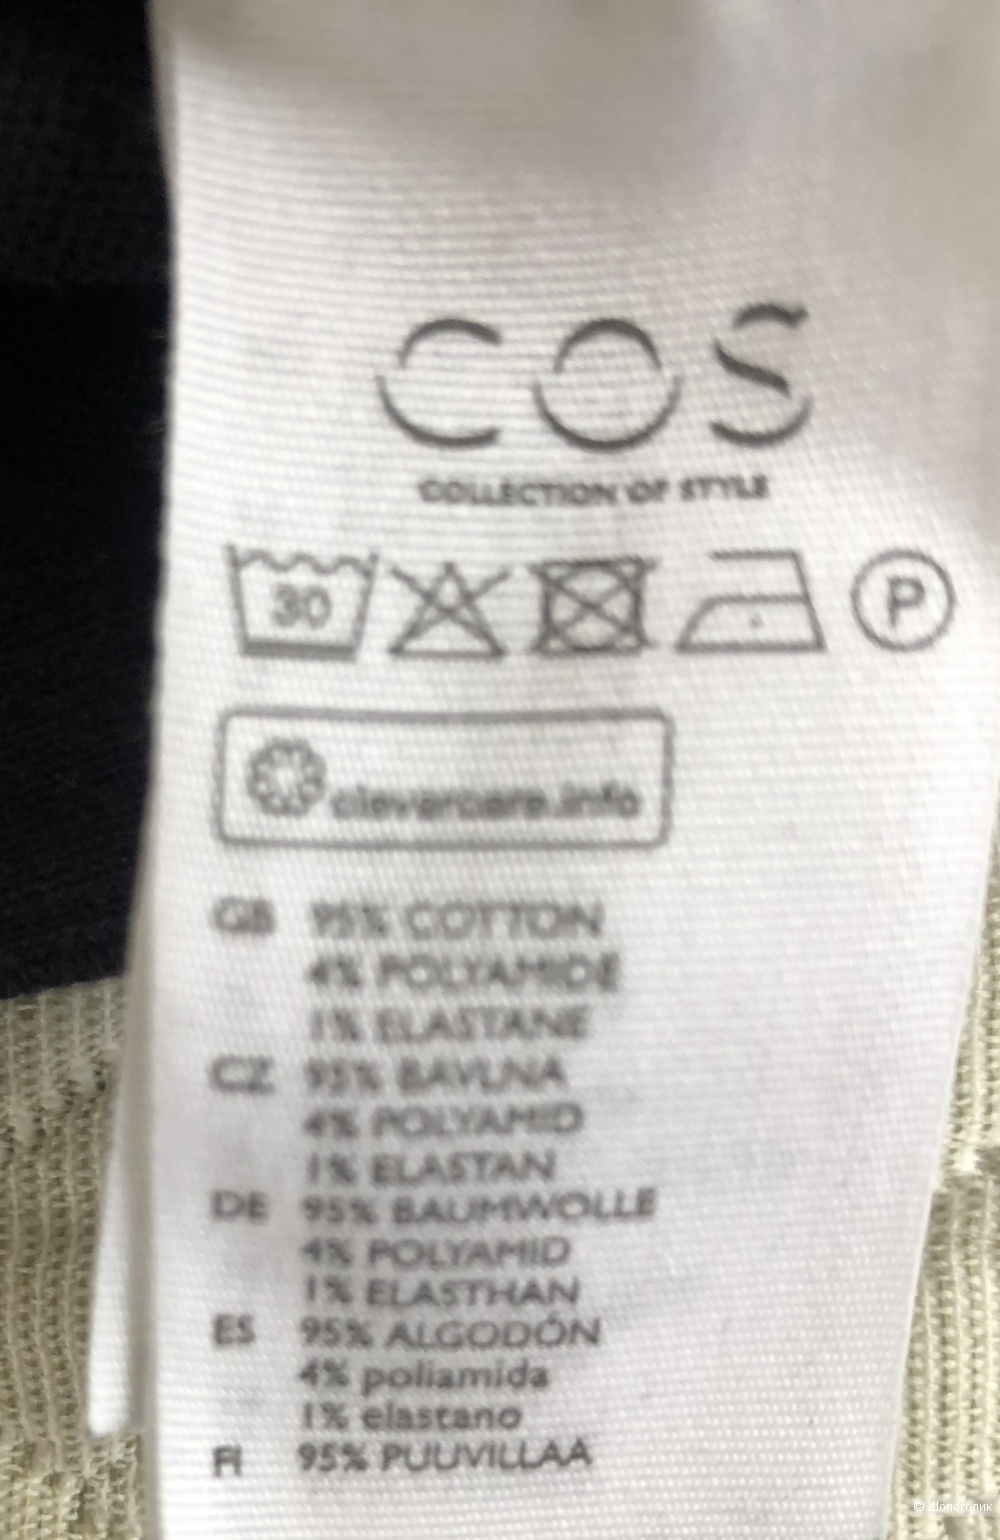 COS
COLLECTION OF STYLE
30 P
clevercare.info
GB 95% COTTON
4% POLYAMIDE
1% ELASTANE
CZ 95% BAVLNA
4% POLYAMID
1% ELASTAN
DE 95% BAUMWOLLE
4% POLYAMID
1% ELASTHAN
ES 95% ALGODÓN
4% poliamida
1% elastano
FI 95% PUUVILLAA
© Шопоголик